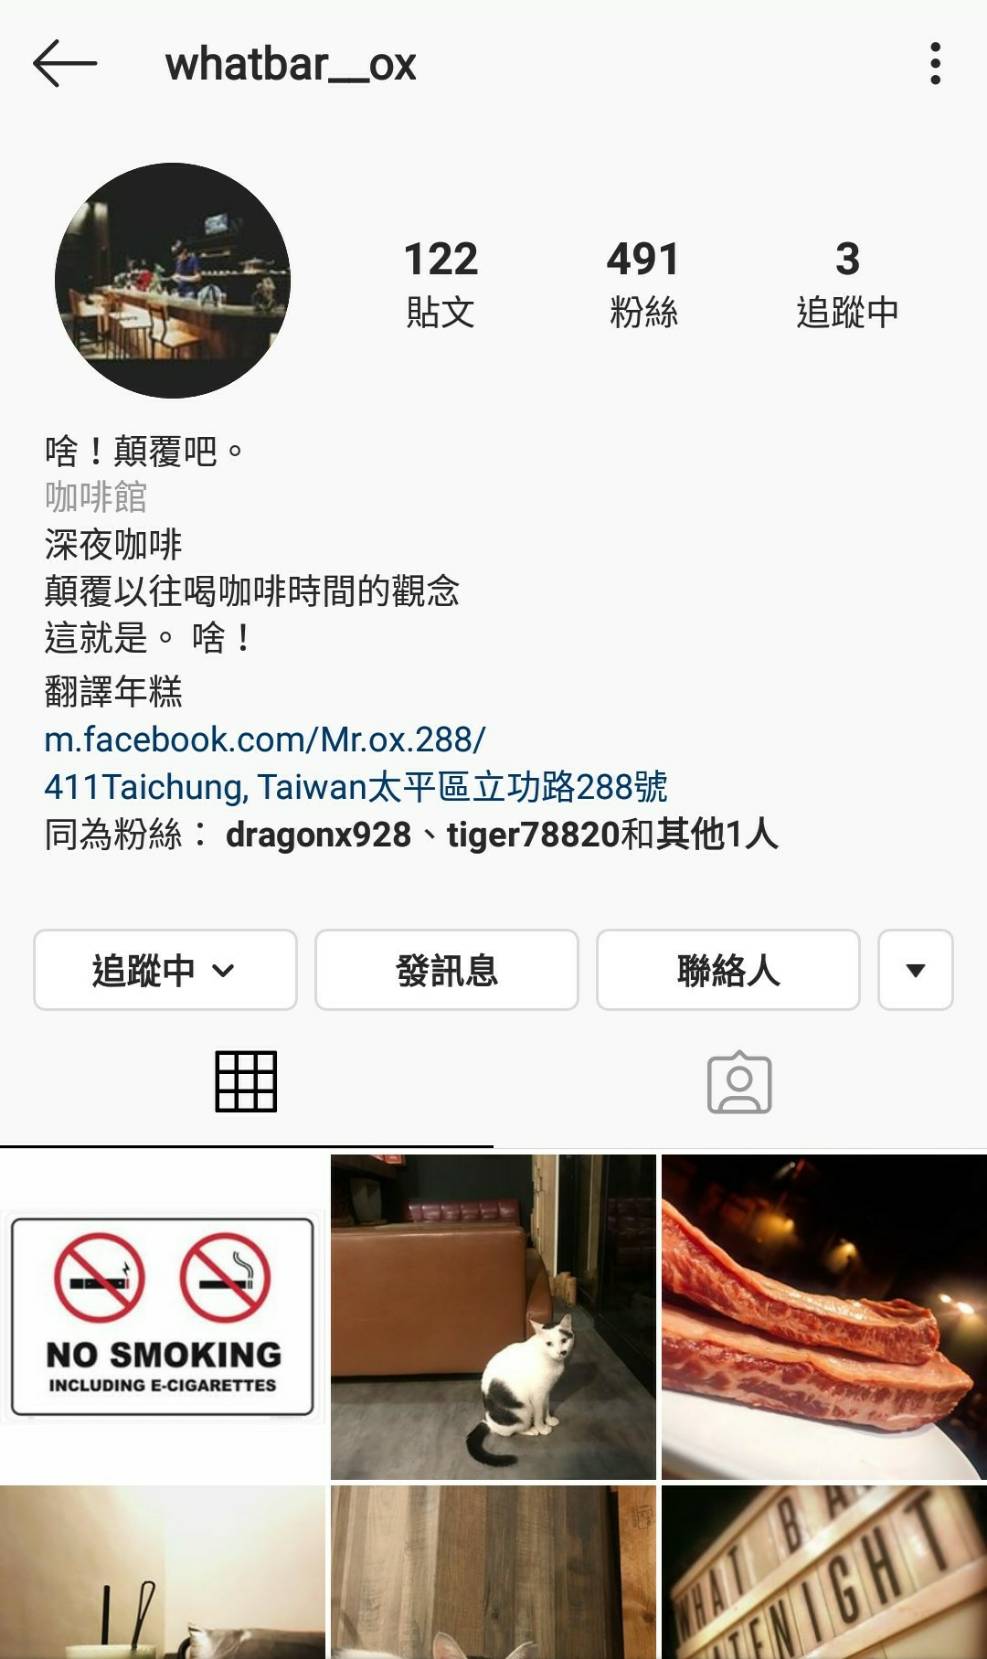 whatbar__ox
122
貼文
491
粉絲
3
追蹤中
啥！顛覆吧。
咖啡館
深夜咖啡
顛覆以往喝咖啡時間的觀念
這就是。 啥！
翻譯年糕
m.facebook.com/Mr.ox.288/
411Taichung, Taiwan太平區立功路288號
同為粉絲： dragonx928、tiger78820和其他1人
追蹤中
發訊息
聯絡人
NO SMOKING
INCLUDING E-CIGARETTES
WHAT BA
ATENIGHT